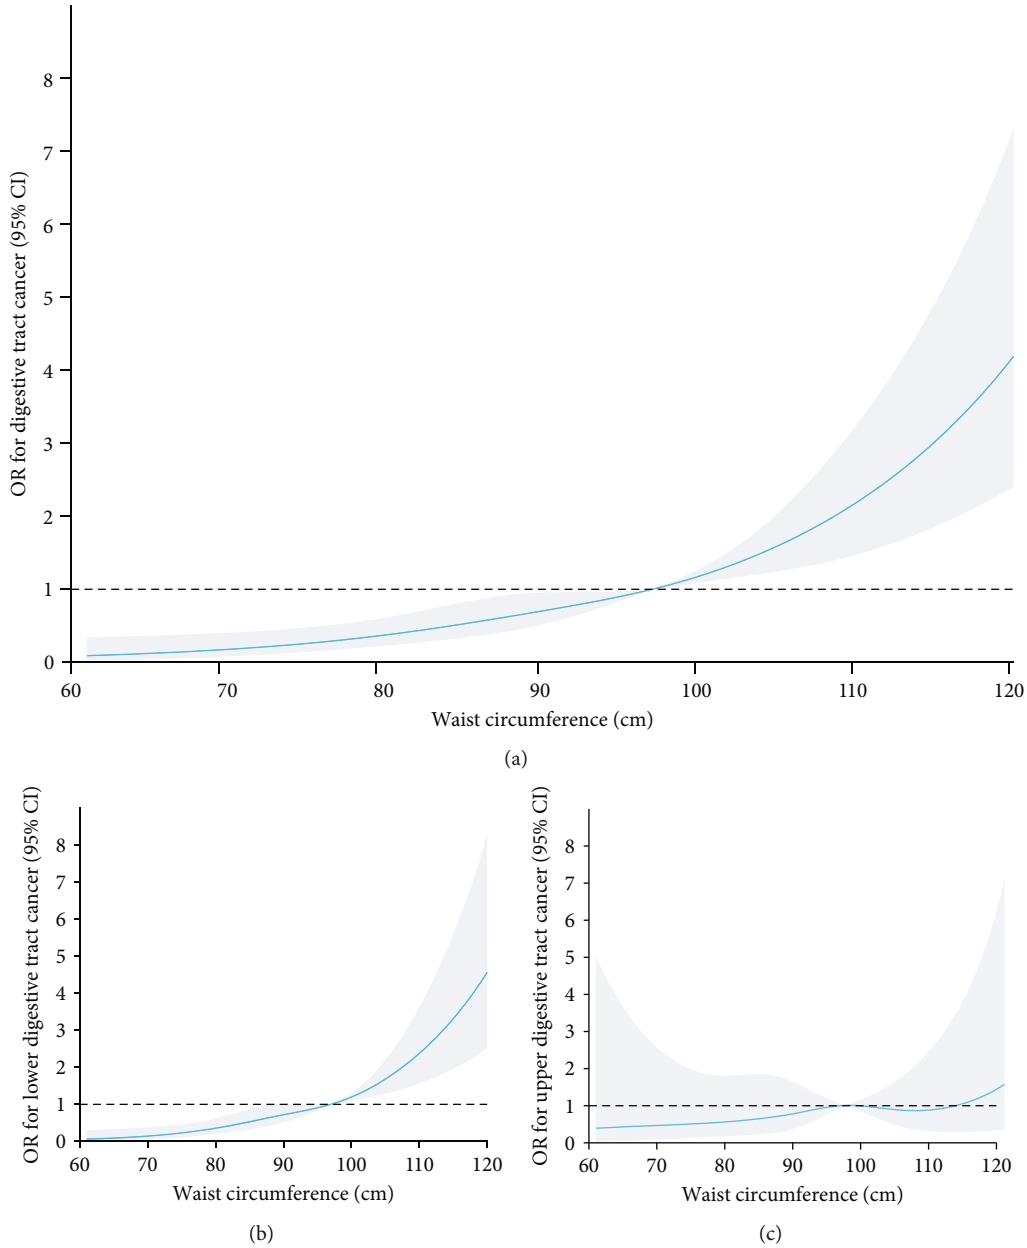 OR for digestive tract cancer (95% CI)
8
7
6
5
4
3
2
1
0
60 70 80 90 100 110 120
Waist circumference (cm)
(a)
OR for lower digestive tract cancer (95% CI)
8
7
6
5
4
3
2
1
0
60 70 80 90 100 110 120
Waist circumference (cm)
(b)
OR for upper digestive tract cancer (95% CI)
8
7
6
5
4
3
2
1
0
60 70 80 90 100 110 120
Waist circumference (cm)
(c)